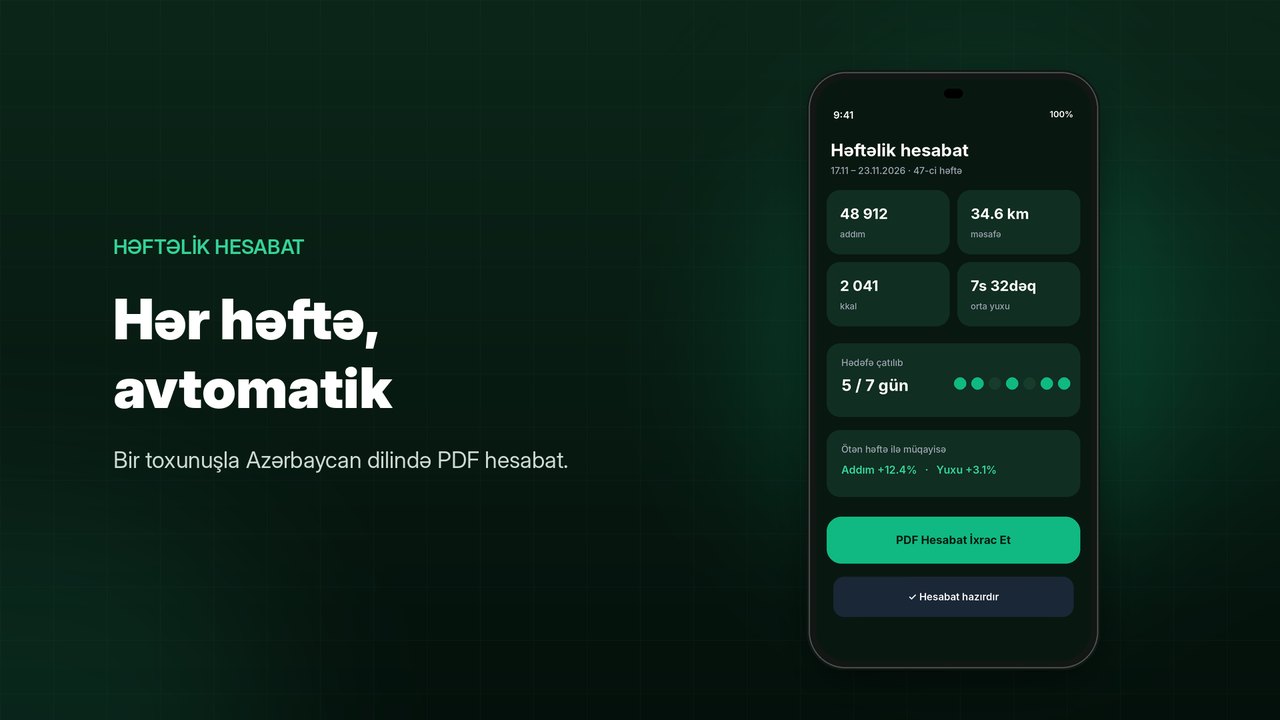 HƏFTƏLİK HESABAT
Hər həftə,
avtomatik
Bir toxunuşla Azərbaycan dilində PDF hesabat.
9:41
100%
Həftəlik hesabat
17.11 – 23.11.2026 · 47-ci həftə
48 912
addım
34.6 km
məsafə
2 041
kkal
7s 32dəq
orta yuxu
Hədəfə çatılıb
5 / 7 gün
Ötən həftə ilə müqayisə
Addım +12.4% · Yuxu +3.1%
PDF Hesabat İxrac Et
✓ Hesabat hazırdır